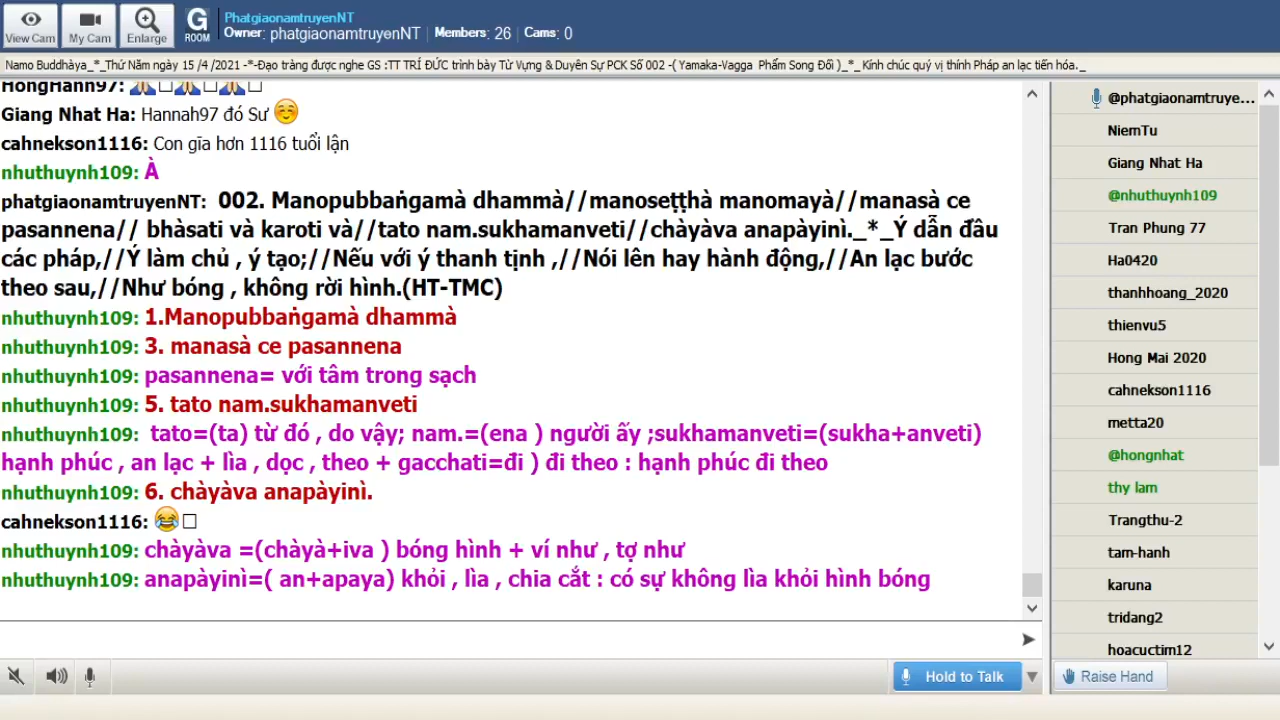 View Cam
My Cam
Enlarge
G
ROOM
PhatgiaonamtruyenNT
Owner: phatgiaonamtruyenNT | Members: 26 | Cams: 0
Namo Buddhàya_*_Thứ Năm ngày 15 /4 /2021 -*-Đạo tràng được nghe GS :TT TRÍ ĐỨC trình bày Từ Vựng & Duyên Sự PCK Số 002 -( Yamaka-Vagga Phẩm Song Đối )_*_ Kính chúc quý vị thính Pháp an lạc tiến hóa._
HongHanh97:
Giang Nhat Ha: Hannah97 đó Sư
cahnekson1116: Con gĩa hơn 1116 tuổi lận
nhuthuynh109: À
phatgiaonamtruyenNT: 002. Manopubbaṅgamà dhammà//manoseṭṭhà manomayà//manasà ce
pasannena// bhàsati và karoti và//tato nam.sukhamanveti//chàyàva anapàyinì._*_Ý dẫn đầu
các pháp,//Ý làm chủ , ý tạo;//Nếu với ý thanh tịnh ,//Nói lên hay hành động,//An lạc bước
theo sau,//Như bóng , không rời hình.(HT-TMC)
nhuthuynh109: 1.Manopubbaṅgamà dhammà
nhuthuynh109: 3. manasà ce pasannena
nhuthuynh109: pasannena= với tâm trong sạch
nhuthuynh109: 5. tato nam.sukhamanveti
nhuthuynh109: tato=(ta) từ đó , do vậy; nam.=(ena ) người ấy ;sukhamanveti=(sukha+anveti)
hạnh phúc , an lạc + lìa , dọc , theo + gacchati=đi ) đi theo : hạnh phúc đi theo
nhuthuynh109: 6. chàyàva anapàyinì.
cahnekson1116:
nhuthuynh109: chàyàva =(chàyà+iva ) bóng hình + ví như , tợ như
nhuthuynh109: anapàyinì=( an+apaya) khỏi , lìa , chia cắt : có sự không lìa khỏi hình bóng
Hold to Talk
@phatgiaonamtruye...
NiemTu
Giang Nhat Ha
@nhuthuynh109
Tran Phung 77
Ha0420
thanhhoang_2020
thienvu5
Hong Mai 2020
cahnekson1116
metta20
@hongnhat
thy lam
Trangthu-2
tam-hanh
karuna
tridang2
hoacuctim12
Raise Hand